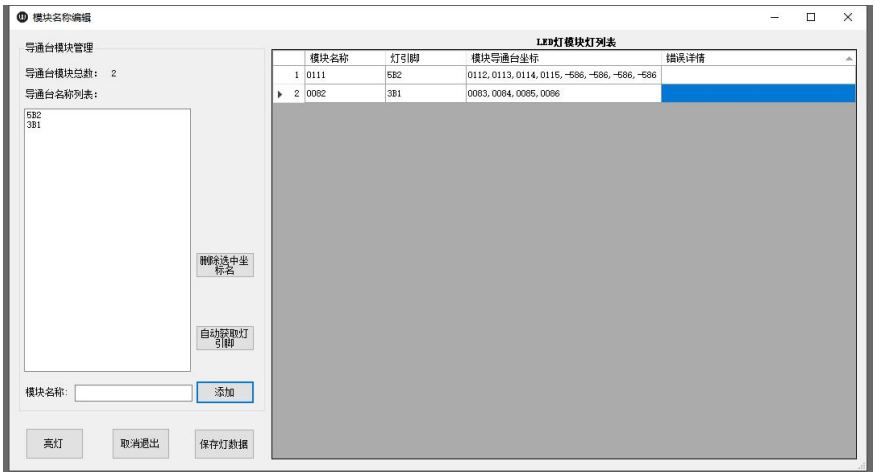 模块名称编辑
导通台模块管理
导通台模块总数: 2
导通台名称列表:
5B2
3B1
删除选中坐
标名
自动获取灯
引脚
模块名称:
添加
亮灯
取消退出
保存灯数据
LED灯模块灯列表
模块名称 灯引脚 模块导通台坐标 错误详情
1 0111 5B2 0112, 0113, 0114, 0115, -586, -586, -586, -586
2 0082 3B1 0083, 0084, 0085, 0086